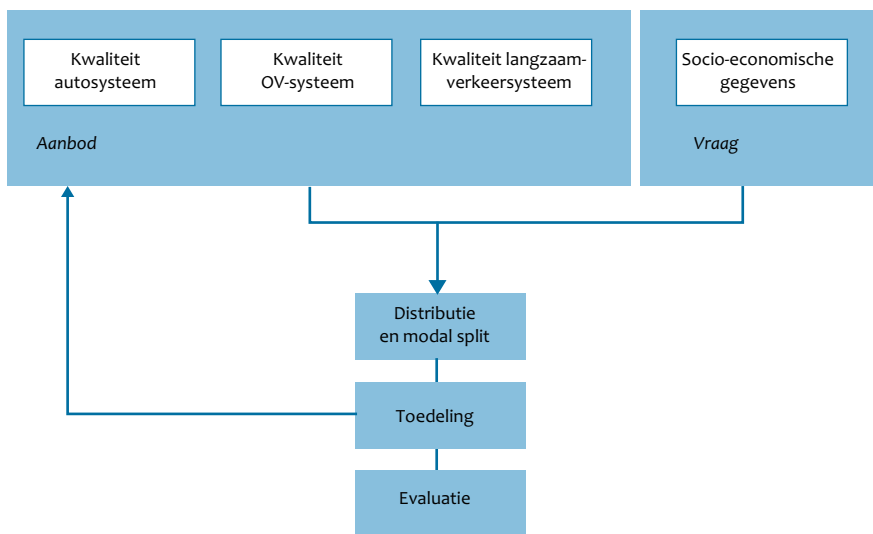 Kwaliteit
autosysteem
Kwaliteit
OV-systeem
Kwaliteit langzaam-
verkeersysteem
Socio-economische
gegevens
Aanbod
Vraag
Distributie
en modal split
Toedeling
Evaluatie